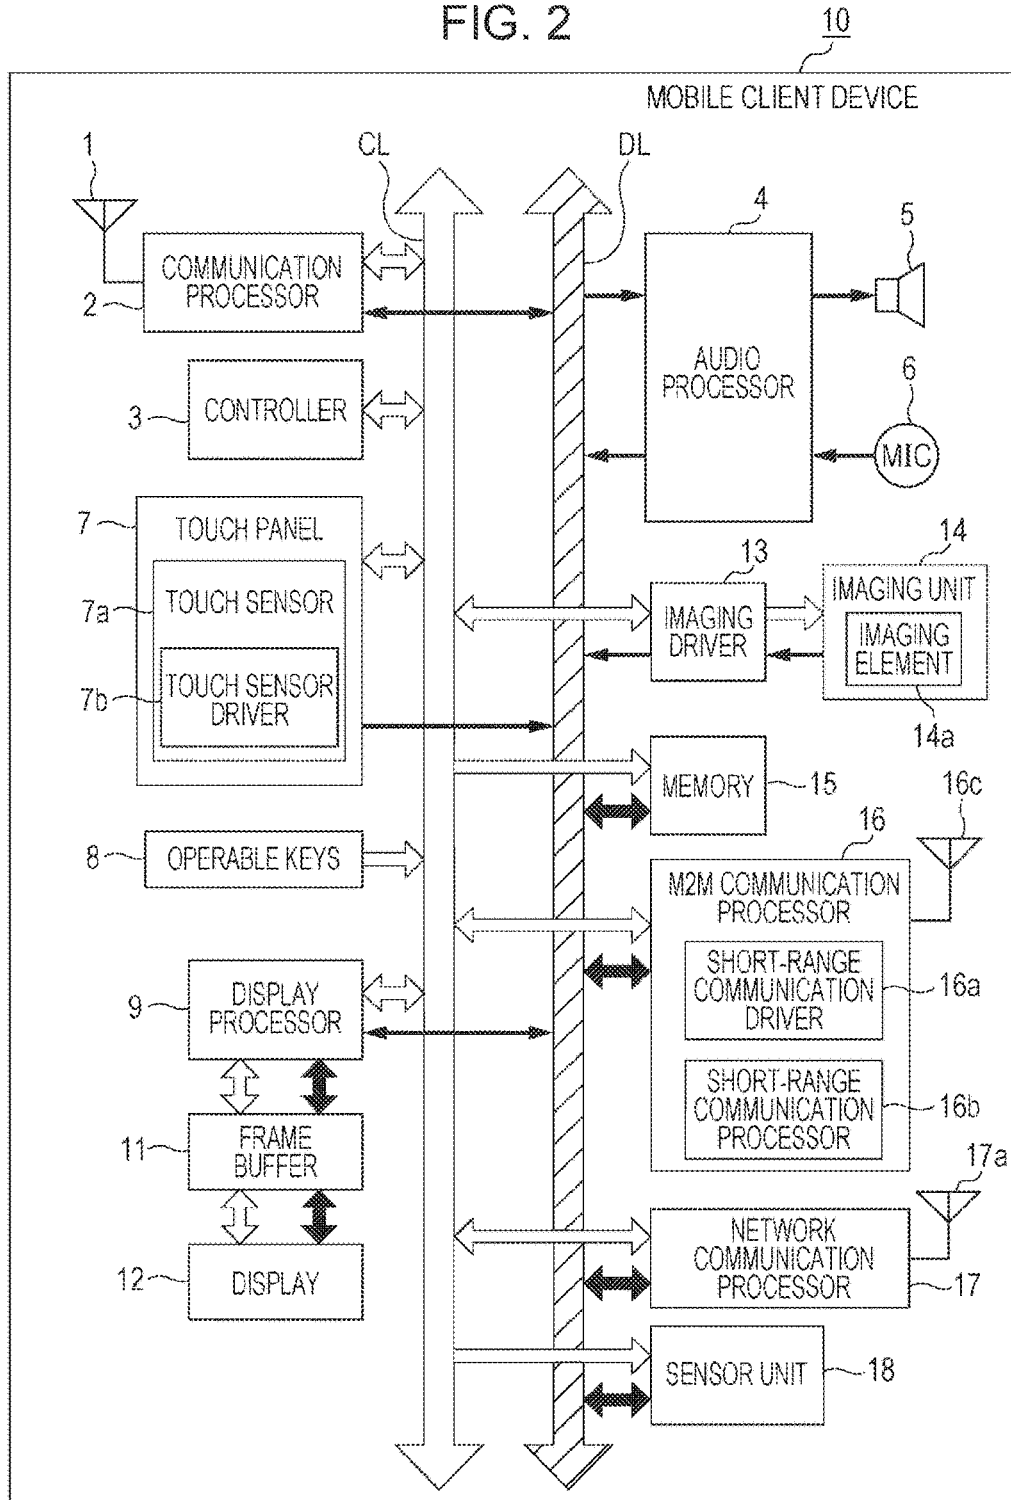 FIG. 2
10
MOBILE CLIENT DEVICE
1
CL
DL
4
5
COMMUNICATION
PROCESSOR
2
AUDIO
PROCESSOR
6
MIC
CONTROLLER
3
7
TOUCH PANEL
7a
TOUCH SENSOR
7b
TOUCH SENSOR
DRIVER
13
14
IMAGING
DRIVER
IMAGING UNIT
IMAGING
ELEMENT
14a
MEMORY
15
16c
8
OPERABLE KEYS
16
M2M COMMUNICATION
PROCESSOR
SHORT-RANGE
COMMUNICATION
DRIVER
16a
9
DISPLAY
PROCESSOR
SHORT-RANGE
COMMUNICATION
PROCESSOR
16b
11
FRAME
BUFFER
17a
NETWORK
COMMUNICATION
PROCESSOR
17
12
DISPLAY
SENSOR UNIT
18